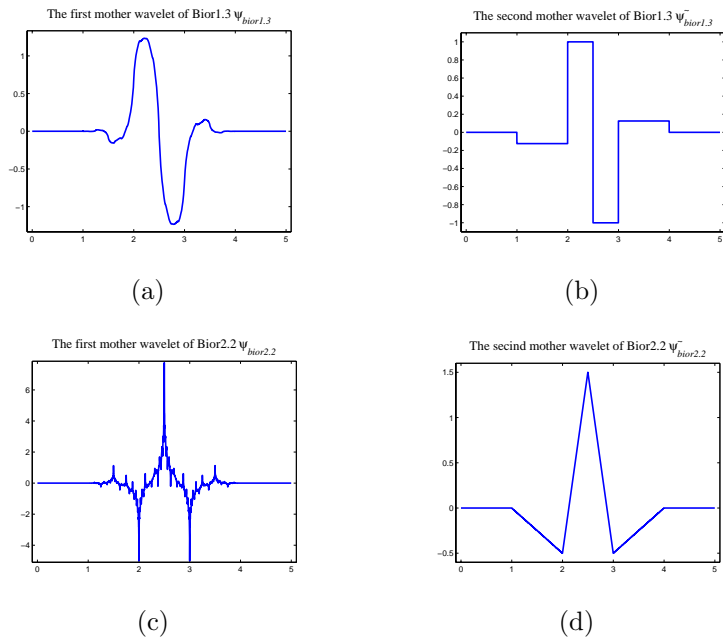 The first mother wavelet of Bior1.3 ψ_bior1.3
1
0.5
0
−0.5
−1
0 1 2 3 4 5
(a)
The second mother wavelet of Bior1.3 ψ~_bior1.3
1
0.8
0.6
0.4
0.2
0
−0.2
−0.4
−0.6
−0.8
−1
0 1 2 3 4 5
(b)
The first mother wavelet of Bior2.2 ψ_bior2.2
6
4
2
0
−2
−4
0 1 2 3 4 5
(c)
The secind mother wavelet of Bior2.2 ψ~_bior2.2
1.5
1
0.5
0
−0.5
0 1 2 3 4 5
(d)